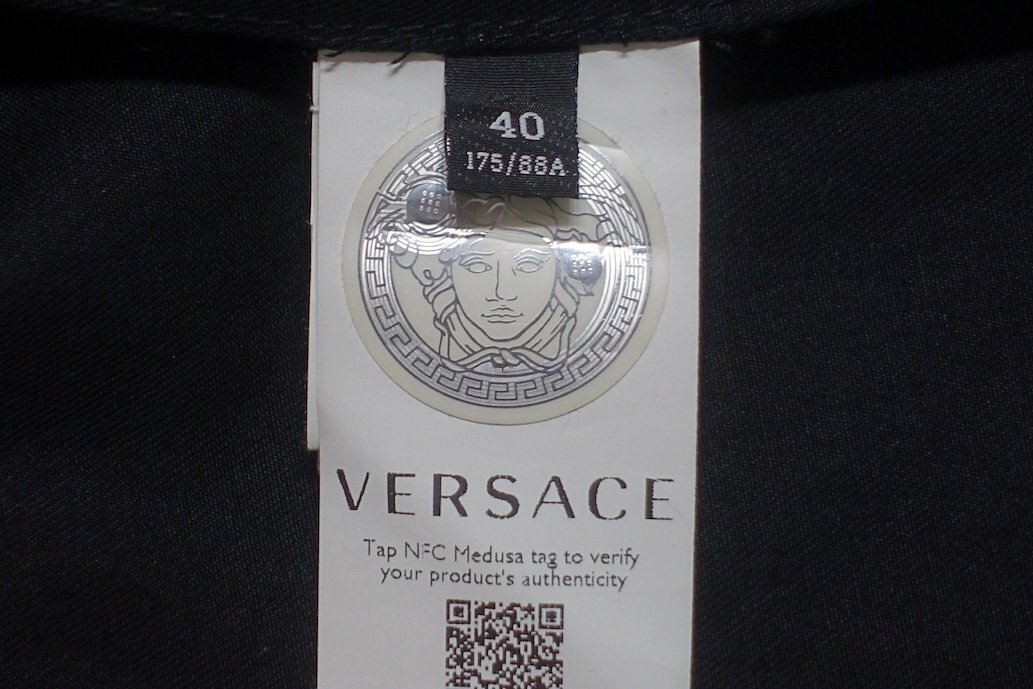 40
175/88A
VERSACE
Tap NFC Medusa tag to verify
your product's authenticity